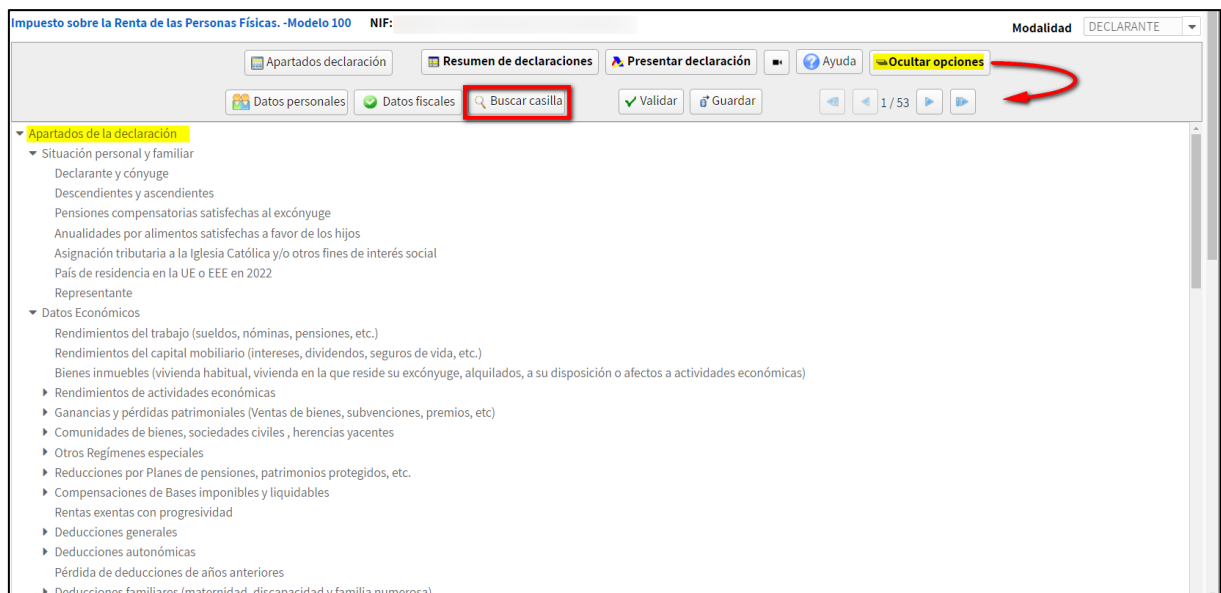 Impuesto sobre la Renta de las Personas Físicas. -Modelo 100 NIF:
Modalidad DECLARANTE
Apartados declaración Resumen de declaraciones Presentar declaración Ayuda Ocultar opciones
Datos personales Datos fiscales Buscar casilla Validar Guardar 1 / 53
Apartados de la declaración
Situación personal y familiar
Declarante y cónyuge
Descendientes y ascendientes
Pensiones compensatorias satisfechas al excónyuge
Anualidades por alimentos satisfechas a favor de los hijos
Asignación tributaria a la Iglesia Católica y/o otros fines de interés social
País de residencia en la UE o EEE en 2022
Representante
Datos Económicos
Rendimientos del trabajo (sueldos, nóminas, pensiones, etc.)
Rendimientos del capital mobiliario (intereses, dividendos, seguros de vida, etc.)
Bienes inmuebles (vivienda habitual, vivienda en la que reside su excónyuge, alquilados, a su disposición o afectos a actividades económicas)
Rendimientos de actividades económicas
Ganancias y pérdidas patrimoniales (Ventas de bienes, subvenciones, premios, etc)
Comunidades de bienes, sociedades civiles , herencias yacentes
Otros Regímenes especiales
Reducciones por Planes de pensiones, patrimonios protegidos, etc.
Compensaciones de Bases imponibles y liquidables
Rentas exentas con progresividad
Deducciones generales
Deducciones autonómicas
Pérdida de deducciones de años anteriores
Deducciones familiares (maternidad, discapacidad y familia numerosa)